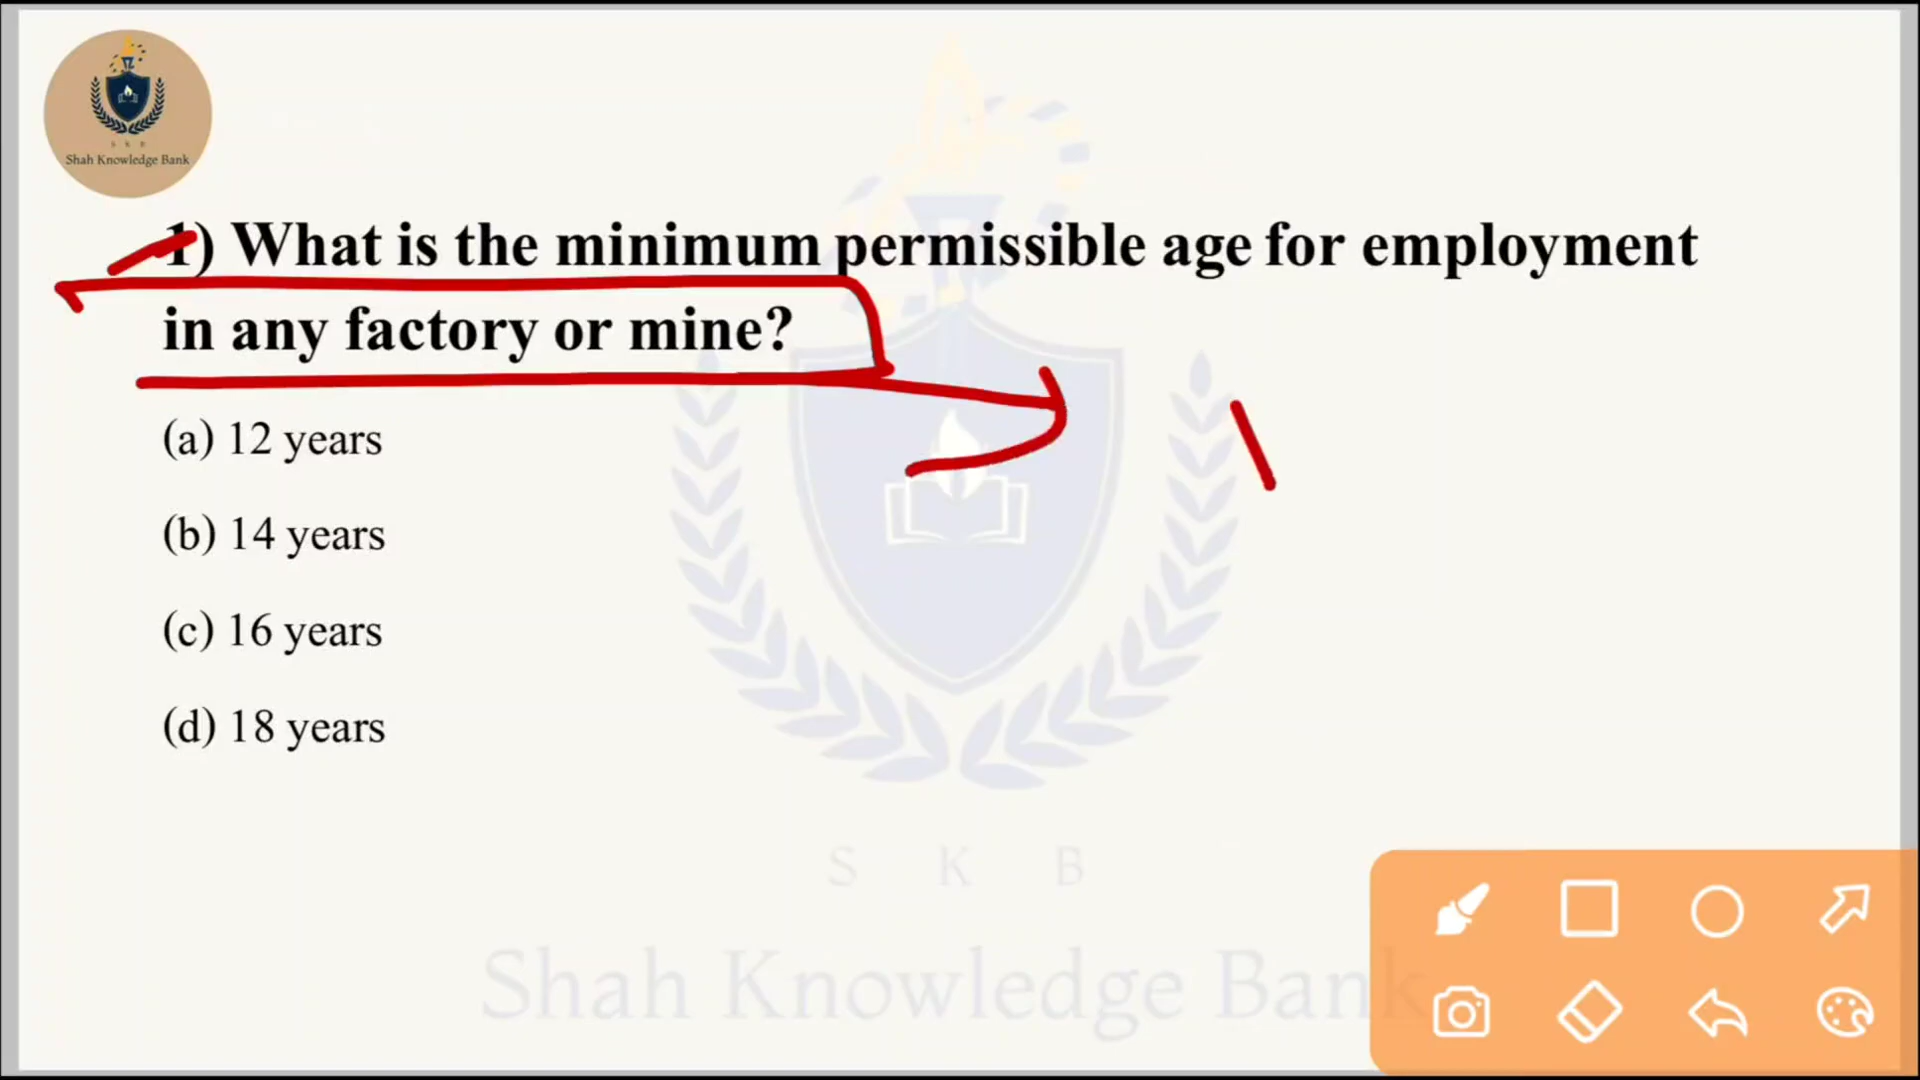 S K B
Shah Knowledge Bank
1) What is the minimum permissible age for employment
in any factory or mine?
(a) 12 years
(b) 14 years
(c) 16 years
(d) 18 years
S K B
Shah Knowledge Bank